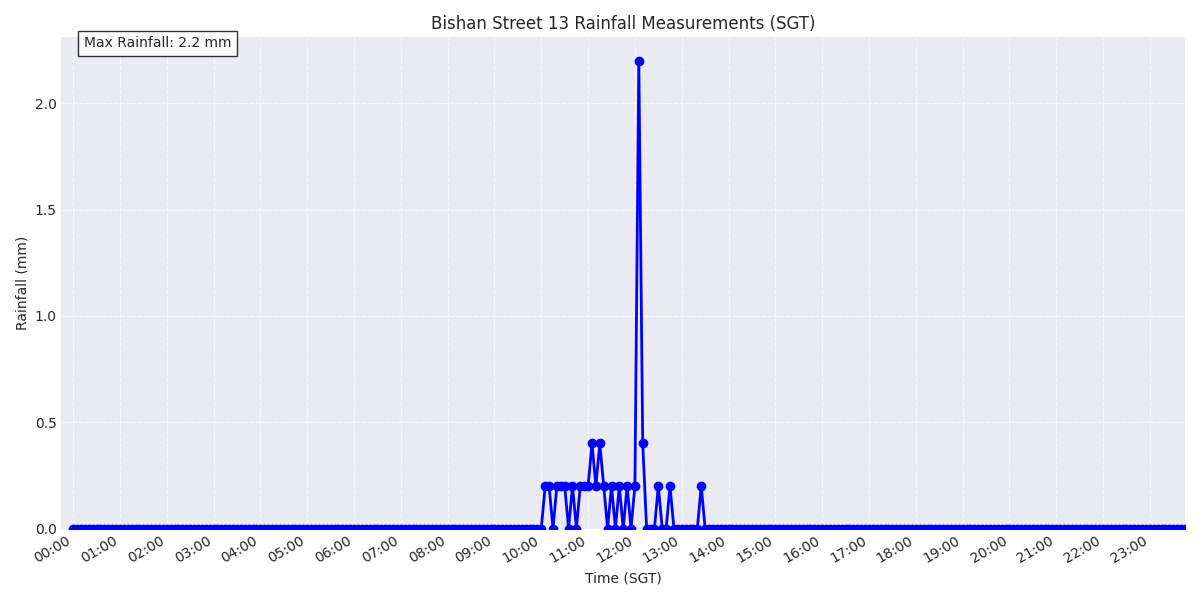 Bishan Street 13 Rainfall Measurements (SGT)
Max Rainfall: 2.2 mm
2.0
1.5
1.0
0.5
0.0
Rainfall (mm)
00:00 01:00 02:00 03:00 04:00 05:00 06:00 07:00 08:00 09:00 10:00 11:00 12:00 13:00 14:00 15:00 16:00 17:00 18:00 19:00 20:00 21:00 22:00 23:00
Time (SGT)